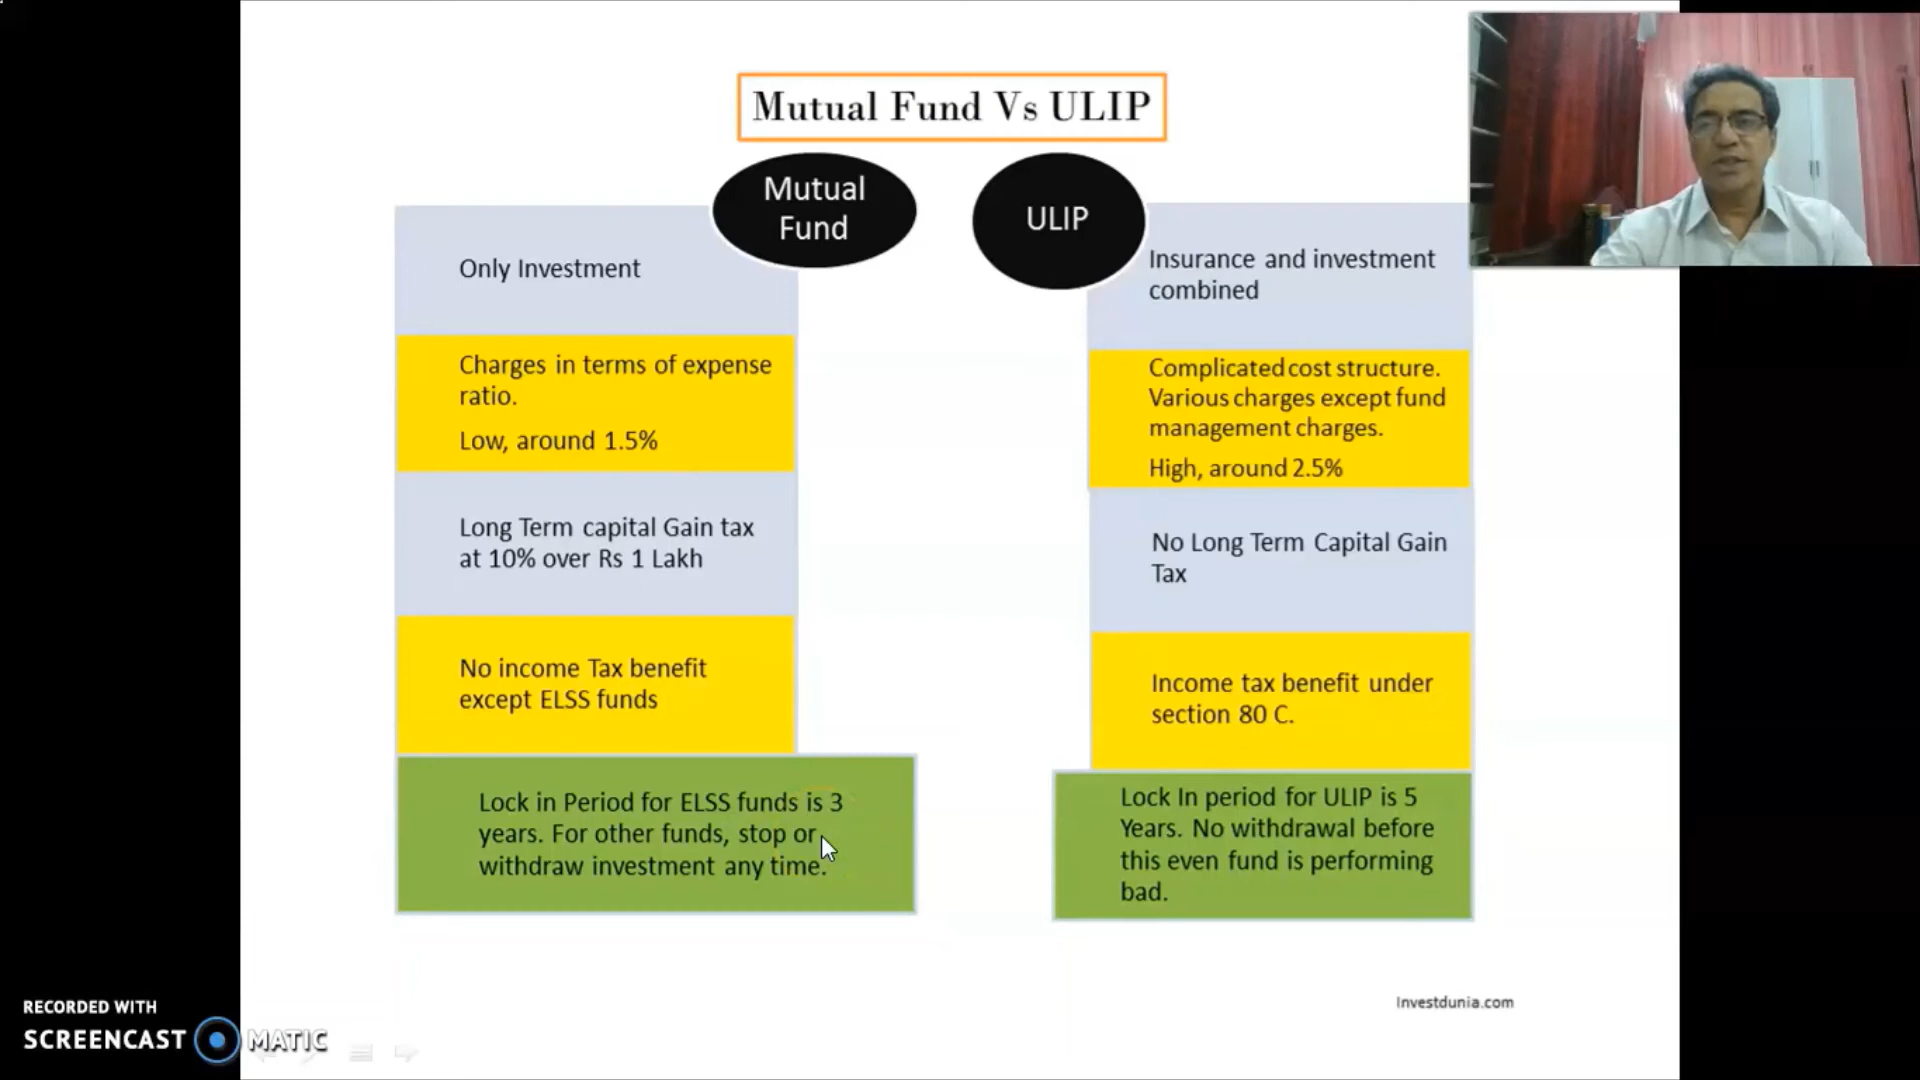 Mutual Fund Vs ULIP
Mutual
Fund
Only Investment
Charges in terms of expense
ratio.
Low, around 1.5%
Long Term capital Gain tax
at 10% over Rs 1 Lakh
No income Tax benefit
except ELSS funds
Lock in Period for ELSS funds is 3
years. For other funds, stop or
withdraw investment any time.
ULIP
Insurance and investment
combined
Complicated cost structure.
Various charges except fund
management charges.
High, around 2.5%
No Long Term Capital Gain
Tax
Income tax benefit under
section 80 C.
Lock In period for ULIP is 5
Years. No withdrawal before
this even fund is performing
bad.
Investdunia.com
RECORDED WITH
SCREENCAST MATIC